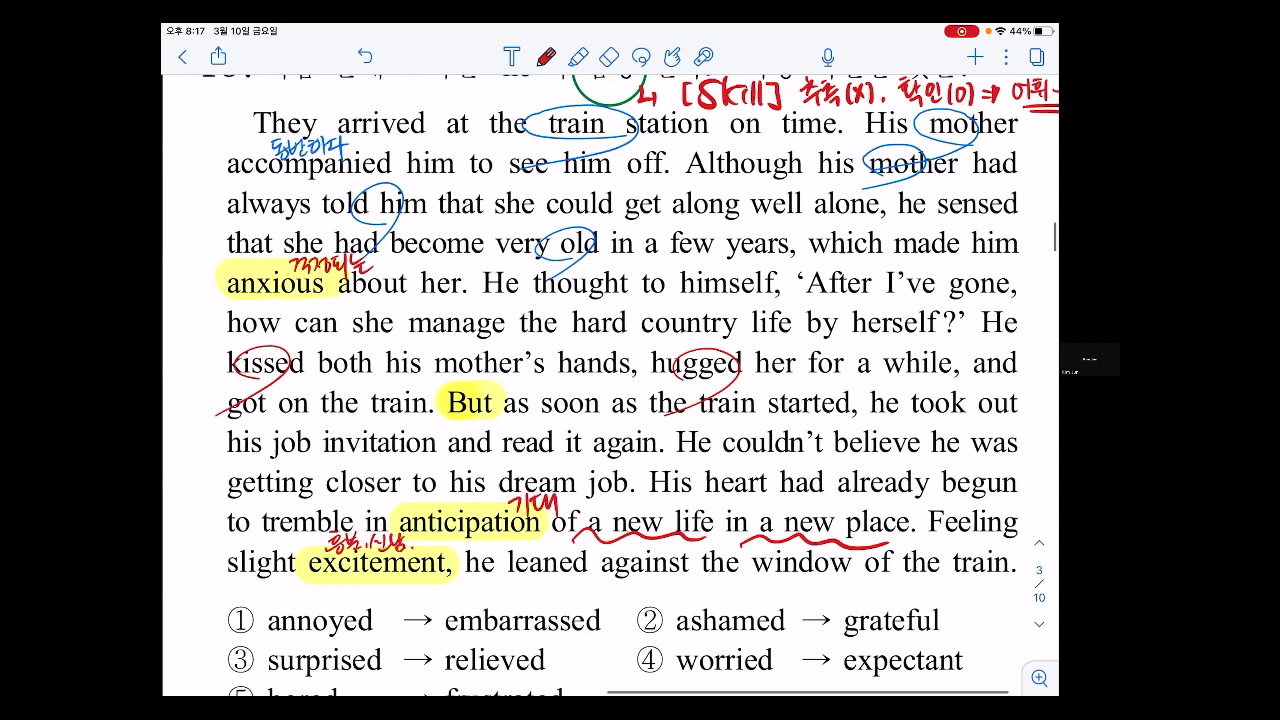 오후 8:17 3월 10일 금요일
44%
T
↳ [Skill] 추측(X), 확인(O) ⇒ 어휘
They arrived at the train station on time. His mother
동반하다
accompanied him to see him off. Although his mother had
always told him that she could get along well alone, he sensed
that she had become very old in a few years, which made him
걱정되는
anxious about her. He thought to himself, ‘After I’ve gone,
how can she manage the hard country life by herself?’ He
kissed both his mother’s hands, hugged her for a while, and
got on the train. But as soon as the train started, he took out
his job invitation and read it again. He couldn’t believe he was
getting closer to his dream job. His heart had already begun
기대
to tremble in anticipation of a new life in a new place. Feeling
흥분, 신남
slight excitement, he leaned against the window of the train.
3
/
10
① annoyed → embarrassed ② ashamed → grateful
③ surprised → relieved ④ worried → expectant